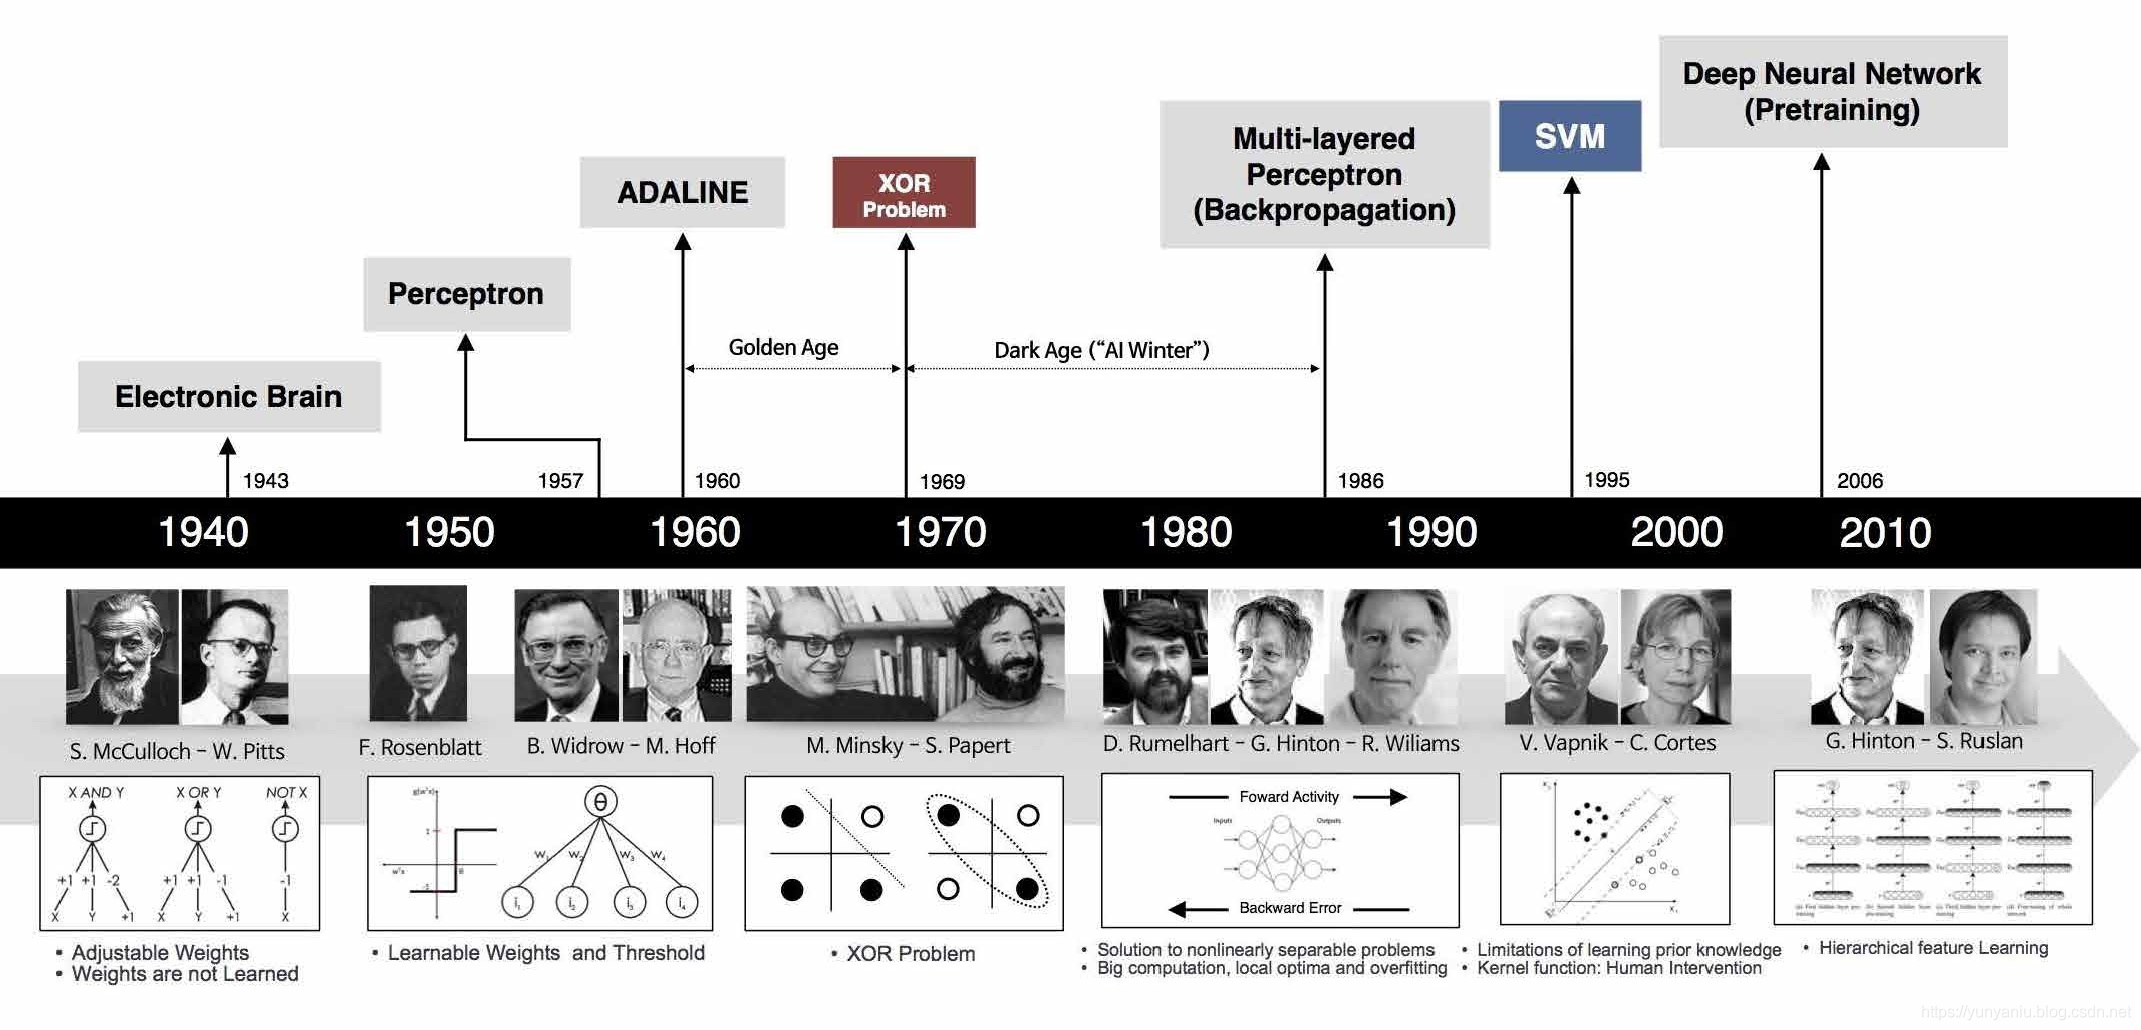 Deep Neural Network
(Pretraining)
Multi-layered
Perceptron
(Backpropagation)
SVM
ADALINE
XOR
Problem
Perceptron
Golden Age
Dark Age (“AI Winter”)
Electronic Brain
1943
1957
1960
1969
1986
1995
2006
1940
1950
1960
1970
1980
1990
2000
2010
S. McCulloch – W. Pitts
F. Rosenblatt
B. Widrow – M. Hoff
M. Minsky – S. Papert
D. Rumelhart – G. Hinton – R. Wiliams
V. Vapnik – C. Cortes
G. Hinton – S. Ruslan
X AND Y
X OR Y
NOT X
+1 +1 -2
+1 +1 -1
-1
X Y +1
X Y +1
X
θ
W₂
W₃
W₄
i₁
i₂
i₃
i₄
Foward Activity
Inputs
Outputs
Backward Error
• Adjustable Weights
• Weights are not Learned
• Learnable Weights and Threshold
• XOR Problem
• Solution to nonlinearly separable problems
• Big computation, local optima and overfitting
• Limitations of learning prior knowledge
• Kernel function: Human Intervention
• Hierarchical feature Learning
https://yunyaniu.blog.csdn.net